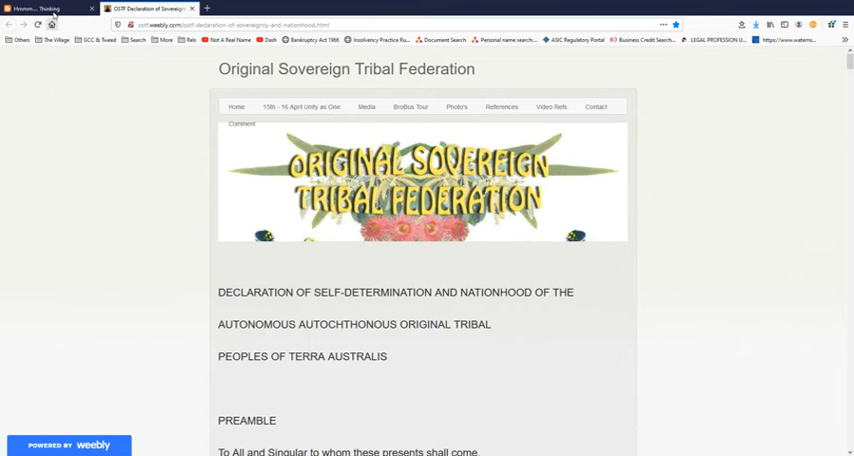 Hmmm.... Thinking
OSTF Declaration of Sovereignty
ostf.weebly.com/ostf-declaration-of-sovereignty-and-nationhood.html
Others The Village GCC & Tweed Search More Rels Not A Real Name Dash Bankruptcy Act 1966 Insolvency Practice Ru... Document Search Personal name search... ASIC Regulatory Portal Business Credit Search... LEGAL PROFESSION U... https://www.waterns...
Original Sovereign Tribal Federation
Home 15th - 16 April Unity as One Media BroBus Tour Photo's References Video Refs Contact
Comment
ORIGINAL SOVEREIGN
TRIBAL FEDERATION
DECLARATION OF SELF-DETERMINATION AND NATIONHOOD OF THE
AUTONOMOUS AUTOCHTHONOUS ORIGINAL TRIBAL
PEOPLES OF TERRA AUSTRALIS
PREAMBLE
To All and Singular to whom these presents shall come,
POWERED BY weebly